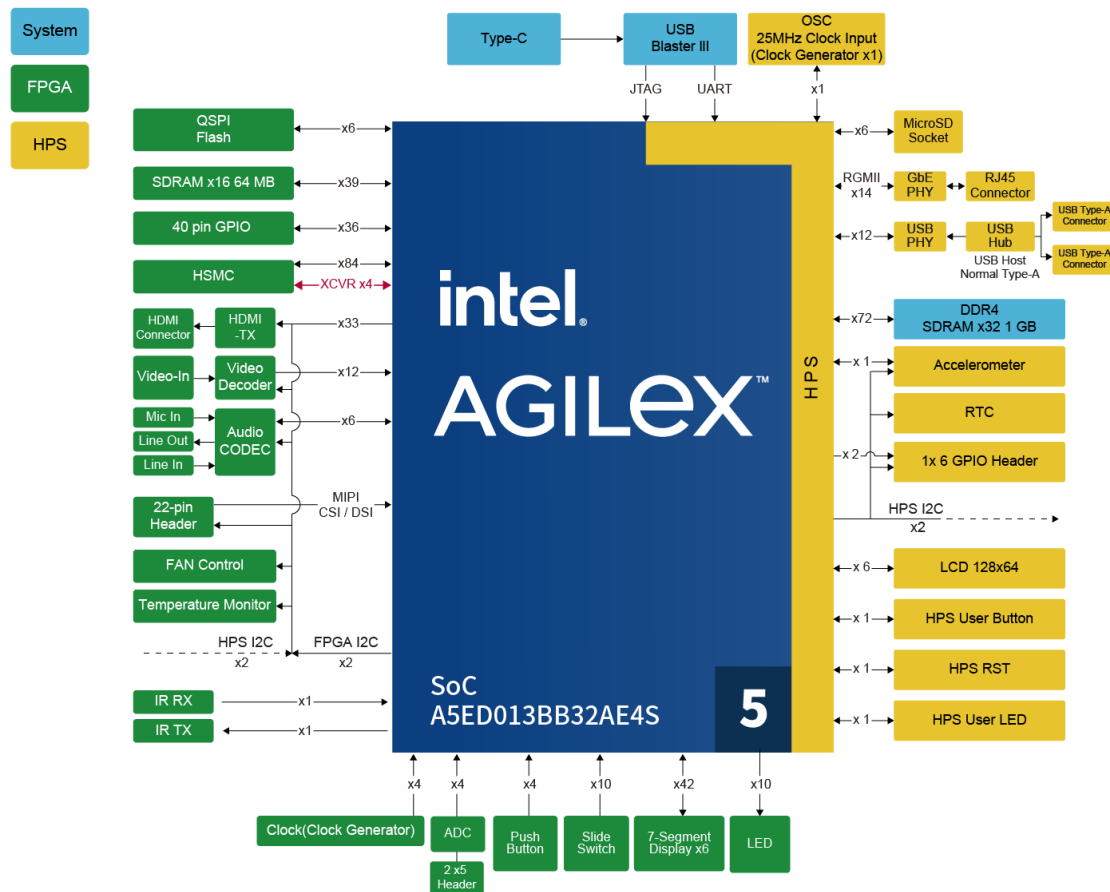 System
FPGA
HPS
Type-C
USB
Blaster III
OSC
25MHz Clock Input
(Clock Generator x1)
JTAG
UART
x1
QSPI
Flash
x6
SDRAM x16 64 MB
x39
40 pin GPIO
x36
HSMC
x84
XCVR x4
HDMI
Connector
HDMI
-TX
x33
Video-In
Video
Decoder
x12
Mic In
Line Out
Line In
Audio
CODEC
x6
22-pin
Header
MIPI
CSI / DSI
FAN Control
Temperature Monitor
HPS I2C
x2
FPGA I2C
x2
IR RX
x1
IR TX
x1
intel®
AGILEX™
SoC
A5ED013BB32AE4S
5
HPS
x6
MicroSD
Socket
RGMII
x14
GbE
PHY
RJ45
Connector
x12
USB
PHY
USB
Hub
USB Host
Normal Type-A
USB Type-A
Connector
USB Type-A
Connector
x72
DDR4
SDRAM x32 1 GB
x 1
Accelerometer
RTC
x 2
1x 6 GPIO Header
HPS I2C
x2
x 6
LCD 128x64
x 1
HPS User Button
x 1
HPS RST
x 1
HPS User LED
x4
x4
x4
x10
x42
x10
Clock(Clock Generator)
ADC
2 x5
Header
Push
Button
Slide
Switch
7-Segment
Display x6
LED